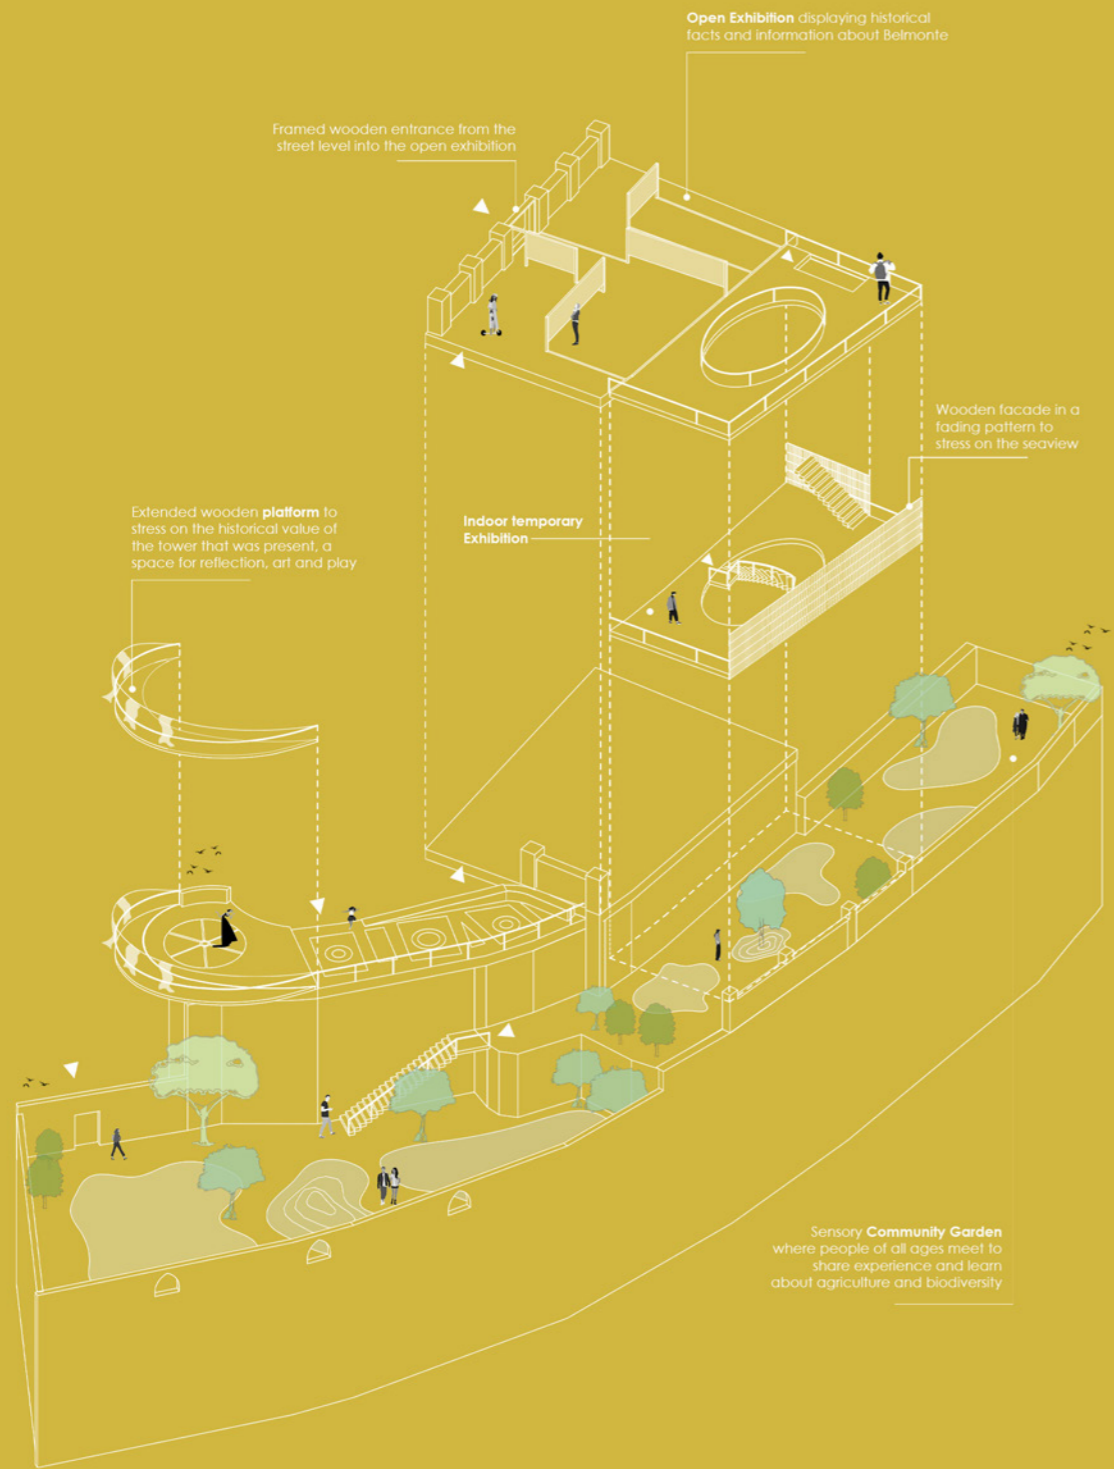 Open Exhibition displaying historical
facts and information about Belmonte
Framed wooden entrance from the
street level into the open exhibition
Wooden facade in a
fading pattern to
stress on the seaview
Extended wooden platform to
stress on the historical value of
the tower that was present, a
space for reflection, art and play
Indoor temporary
Exhibition
Sensory Community Garden
where people of all ages meet to
share experience and learn
about agriculture and biodiversity